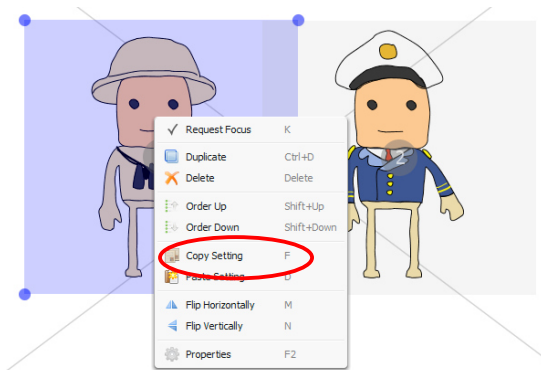 Request Focus K
Duplicate Ctrl+D
Delete Delete
Order Up Shift+Up
Order Down Shift+Down
Copy Setting F
Paste Setting D
Flip Horizontally M
Flip Vertically N
Properties F2
2